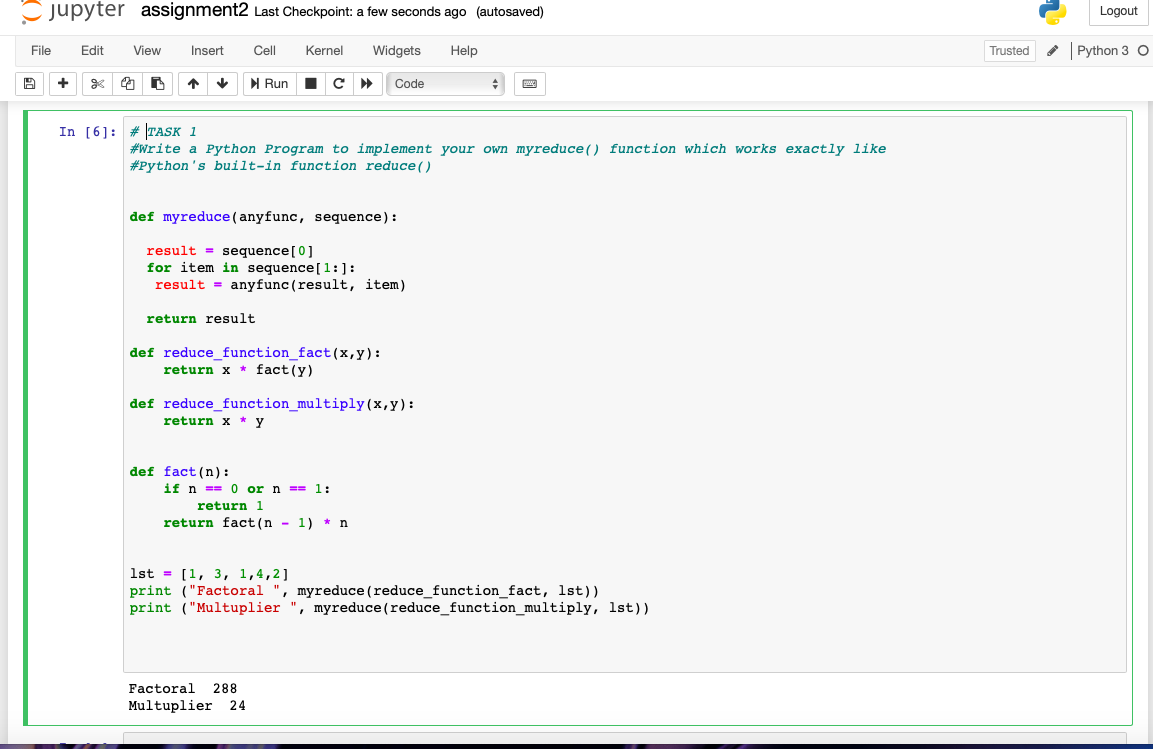 jupyter assignment2 Last Checkpoint: a few seconds ago (autosaved)
Logout
File Edit View Insert Cell Kernel Widgets Help
Trusted Python 3
Run Code
In [6]: # TASK 1
#Write a Python Program to implement your own myreduce() function which works exactly like
#Python's built-in function reduce()
def myreduce(anyfunc, sequence):
result = sequence[0]
for item in sequence[1:]:
result = anyfunc(result, item)
return result
def reduce_function_fact(x,y):
return x * fact(y)
def reduce_function_multiply(x,y):
return x * y
def fact(n):
if n == 0 or n == 1:
return 1
return fact(n - 1) * n
lst = [1, 3, 1,4,2]
print ("Factoral ", myreduce(reduce_function_fact, lst))
print ("Multuplier ", myreduce(reduce_function_multiply, lst))
Factoral  288
Multuplier  24